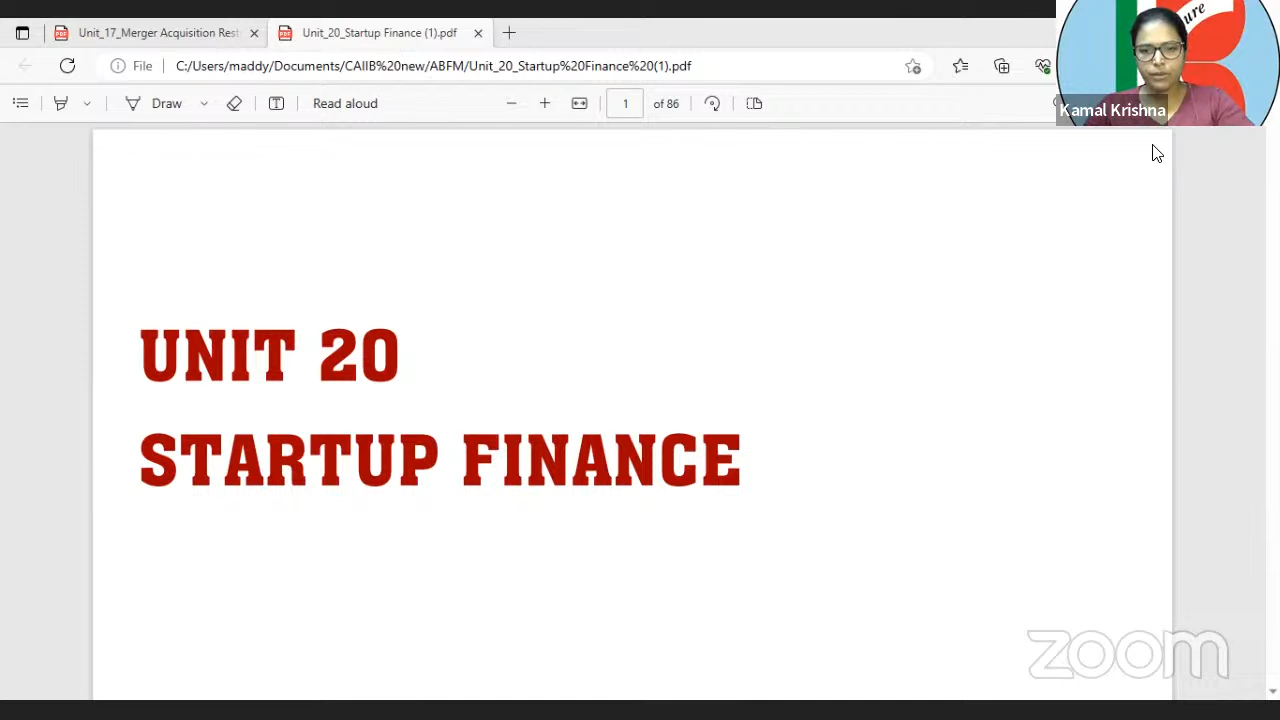 Unit_17_Merger Acquisition Rest
Unit_20_Startup Finance (1).pdf
File
C:/Users/maddy/Documents/CAIIB%20new/ABFM/Unit_20_Startup%20Finance%20(1).pdf
Draw
Read aloud
1
of 86
ure
Kamal Krishna
UNIT 20
STARTUP FINANCE
zoom